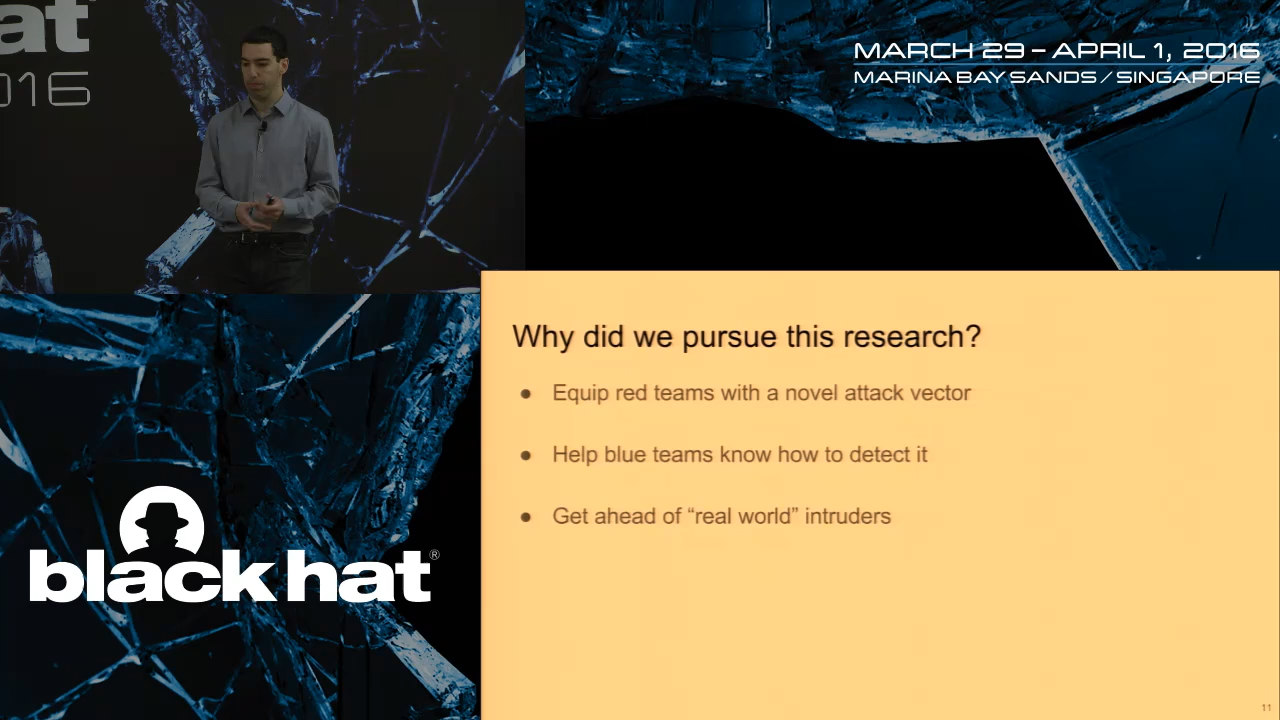 hat
2016
MARCH 29 – APRIL 1, 2016
MARINA BAY SANDS / SINGAPORE
Why did we pursue this research?
● Equip red teams with a novel attack vector
● Help blue teams know how to detect it
● Get ahead of “real world” intruders
black hat®
11